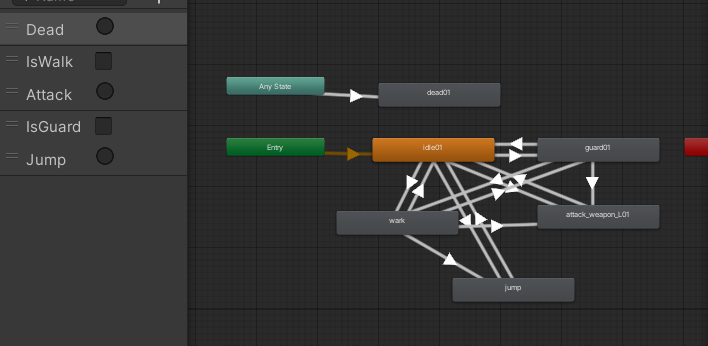 Dead
IsWalk
Attack
IsGuard
Jump
Any State
dead01
Entry
idle01
guard01
wark
attack_weapon_L01
jump